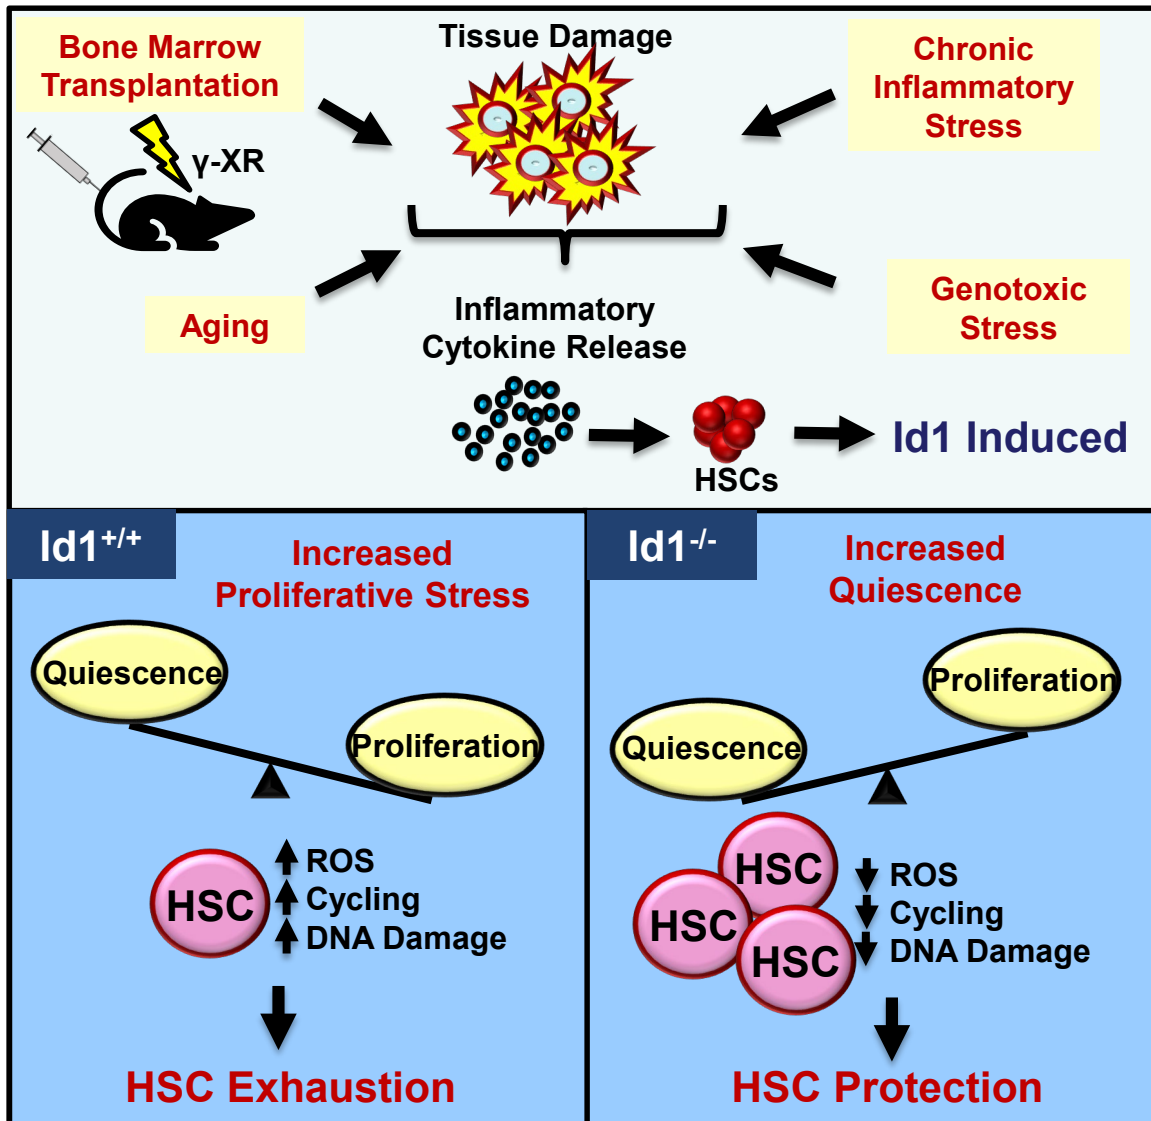 Bone Marrow
Transplantation
γ-XR
Aging
Tissue Damage
Chronic
Inflammatory
Stress
Genotoxic
Stress
Inflammatory
Cytokine Release
HSCs
Id1 Induced
Id1+/+
Increased
Proliferative Stress
Quiescence
Proliferation
HSC
ROS
Cycling
DNA Damage
HSC Exhaustion
Id1-/-
Increased
Quiescence
Proliferation
Quiescence
HSC
HSC
HSC
ROS
Cycling
DNA Damage
HSC Protection